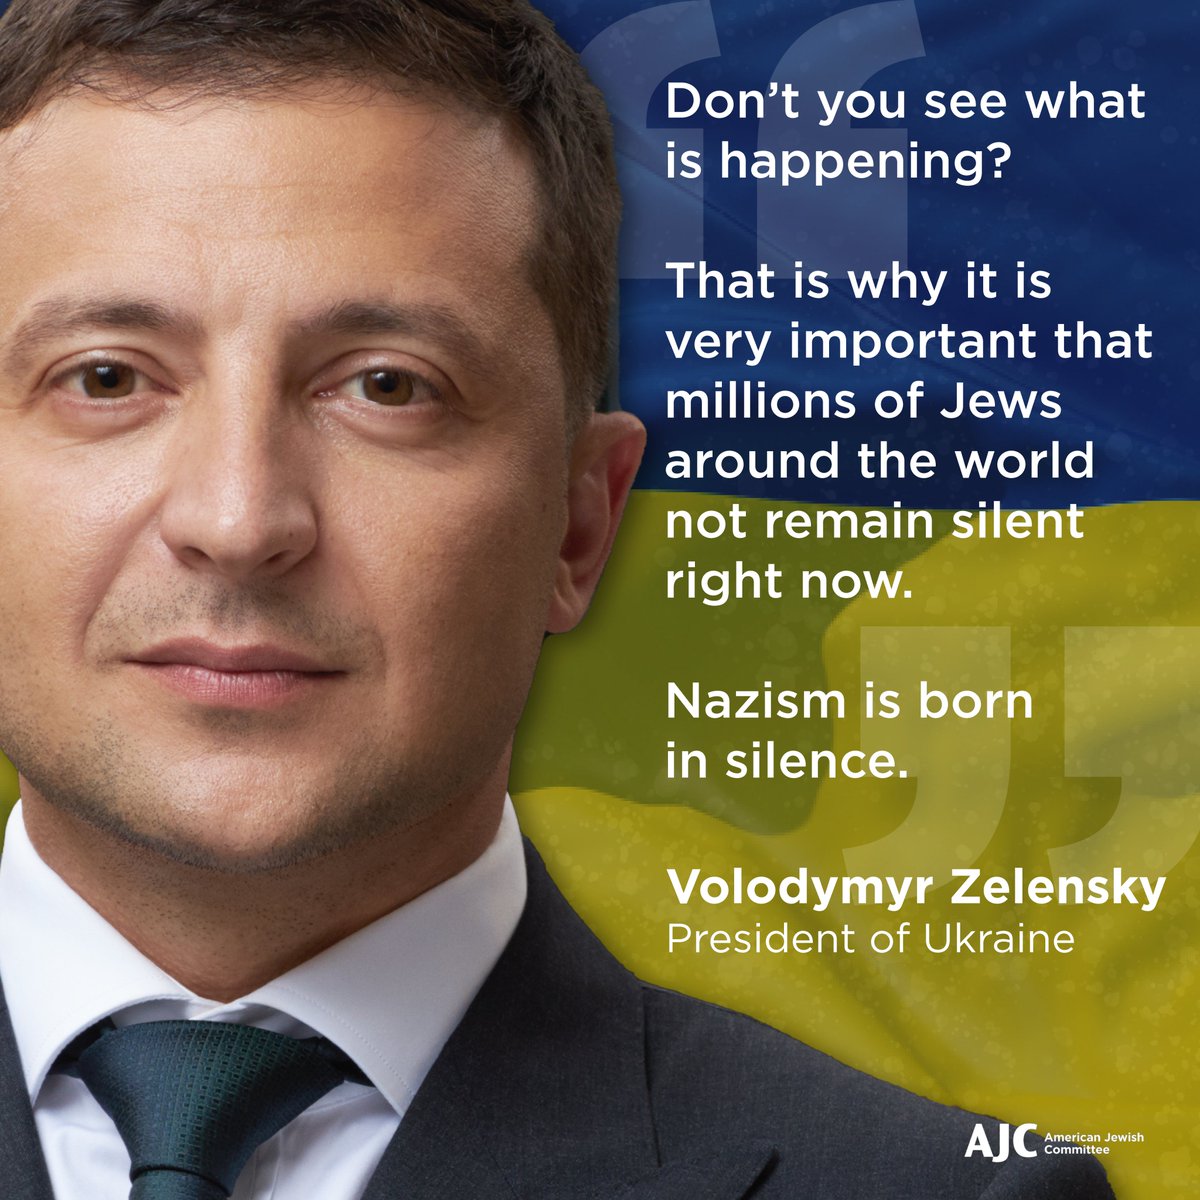 Don't you see what
is happening?
That is why it is
very important that
millions of Jews
around the world
not remain silent
right now.
Nazism is born
in silence.
Volodymyr Zelensky
President of Ukraine
AJC American Jewish
Committee